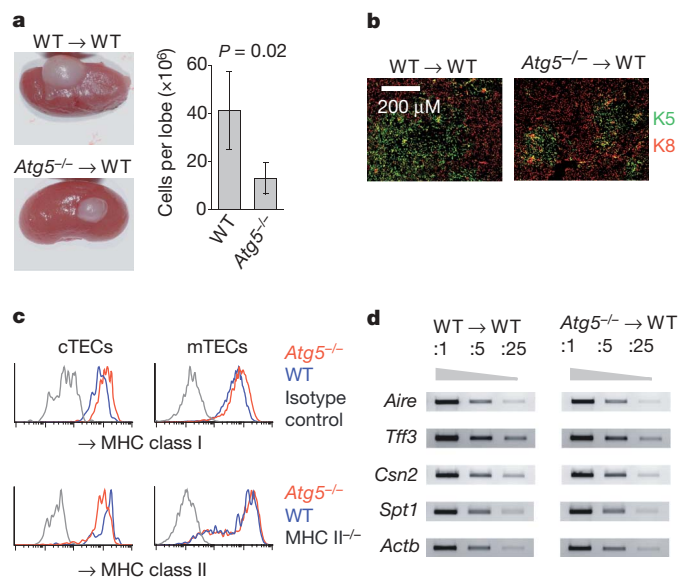 a
WT → WT
Atg5–/– → WT
P = 0.02
Cells per lobe (×10⁶)
60
40
20
0
WT
Atg5–/–
b
WT → WT
Atg5–/– → WT
200 μM
K5
K8
c
cTECs
mTECs
Atg5–/–
WT
Isotype
control
→ MHC class I
Atg5–/–
WT
MHC II–/–
→ MHC class II
d
WT → WT
Atg5–/– → WT
:1 :5 :25
:1 :5 :25
Aire
Tff3
Csn2
Spt1
Actb